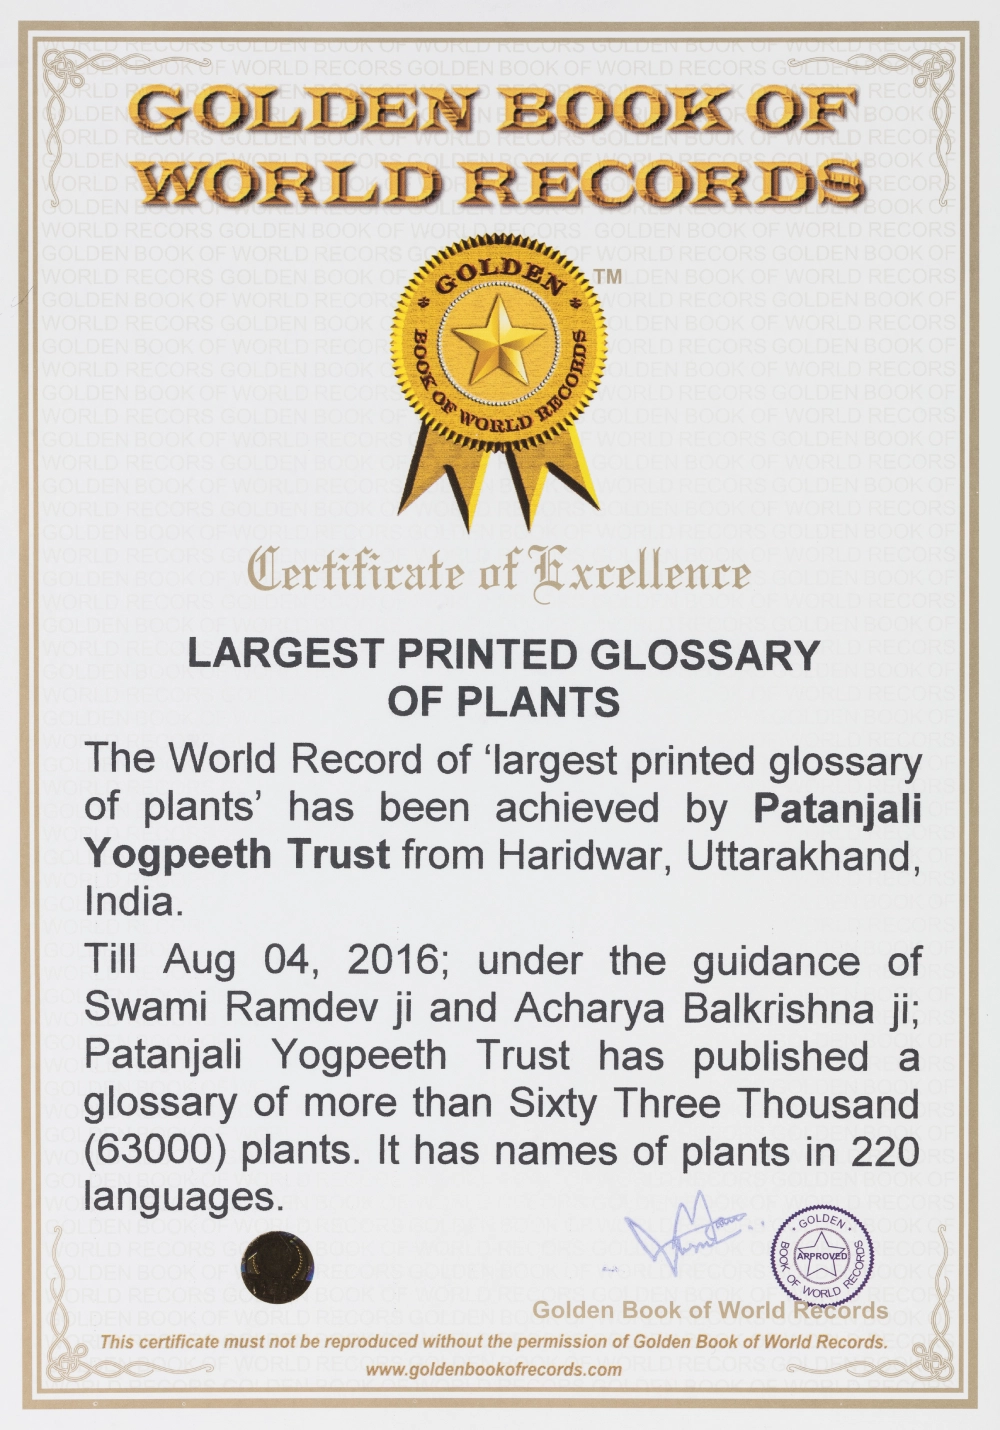 GOLDEN BOOK OF
WORLD RECORDS
GOLDEN
BOOK OF WORLD RECORDS
TM
Certificate of Excellence
LARGEST PRINTED GLOSSARY
OF PLANTS
The World Record of ‘largest printed glossary
of plants’ has been achieved by Patanjali
Yogpeeth Trust from Haridwar, Uttarakhand,
India.
Till Aug 04, 2016; under the guidance of
Swami Ramdev ji and Acharya Balkrishna ji;
Patanjali Yogpeeth Trust has published a
glossary of more than Sixty Three Thousand
(63000) plants. It has names of plants in 220
languages.
GOLDEN
APPROVED
BOOK OF WORLD RECORDS
Golden Book of World Records
This certificate must not be reproduced without the permission of Golden Book of World Records.
www.goldenbookofrecords.com